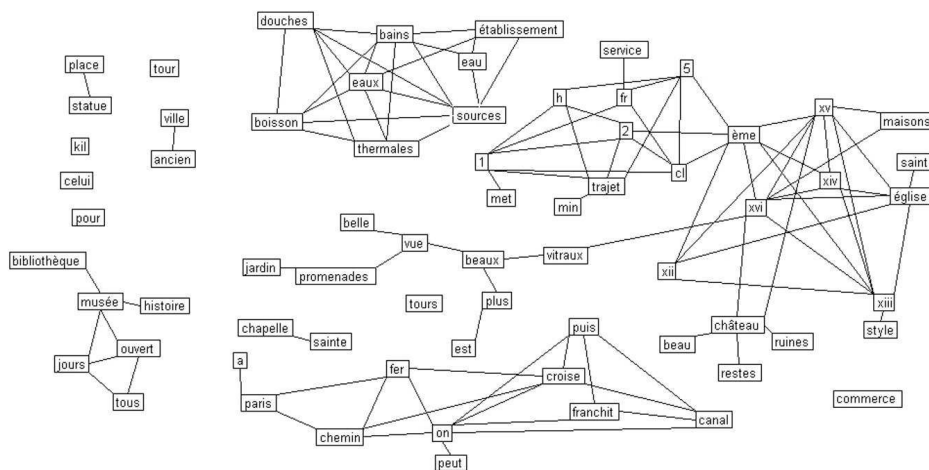 douches
bains
établissement
service
place
tour
eau
5
eaux
h
fr
statue
xv
ville
boisson
sources
maisons
2
ème
kil
thermales
ancien
1
saint
cl
celui
trajet
xiv
met
min
église
xvi
pour
belle
vue
bibliothèque
beaux
vitraux
jardin
promenades
xii
musée
histoire
tours
plus
xiii
chapelle
puis
château
style
sainte
est
beau
ruines
ouvert
jours
a
fer
croise
restes
tous
paris
franchit
commerce
chemin
on
canal
peut